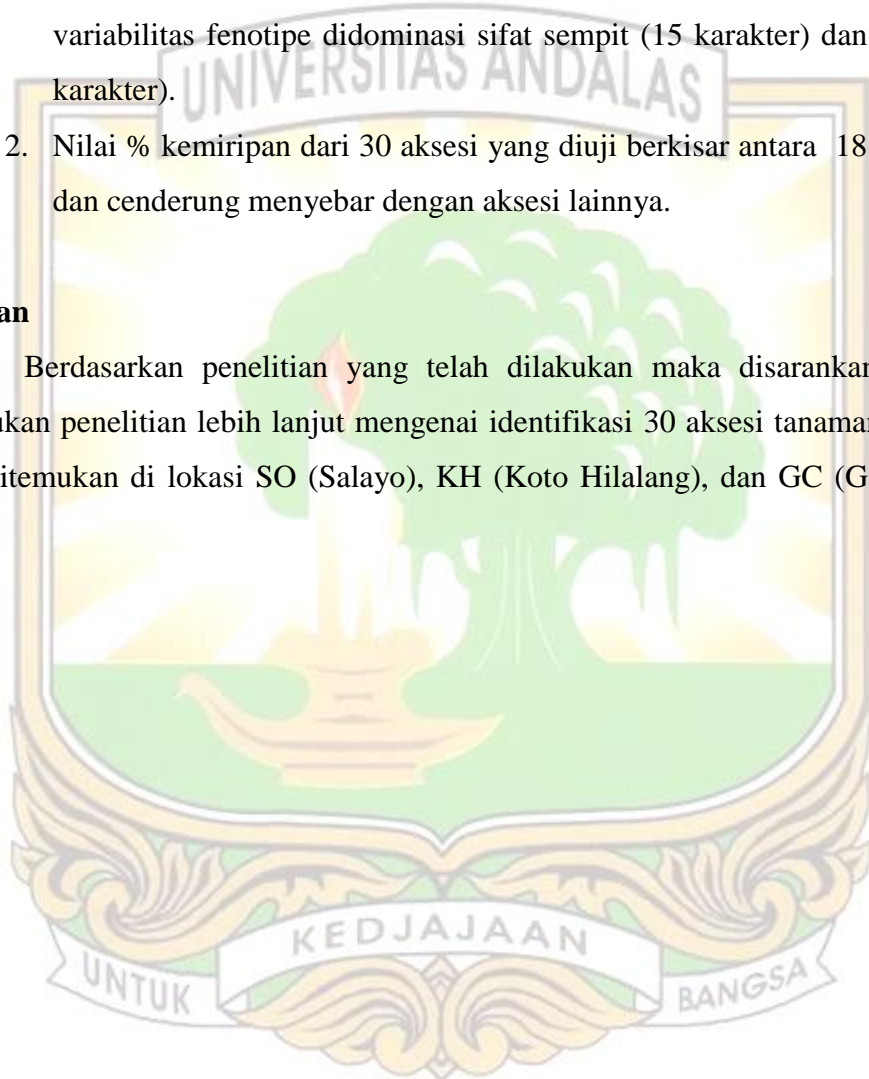 variabilitas fenotipe didominasi sifat sempit (15 karakter) dan
karakter).
UNIVERSITAS ANDALAS
2. Nilai % kemiripan dari 30 aksesi yang diuji berkisar antara 18
dan cenderung menyebar dengan aksesi lainnya.
an
Berdasarkan penelitian yang telah dilakukan maka disarankan
ukan penelitian lebih lanjut mengenai identifikasi 30 aksesi tanaman
itemukan di lokasi SO (Salayo), KH (Koto Hilalang), dan GC (G
KEDJAJAAN
UNTUK BANGSA